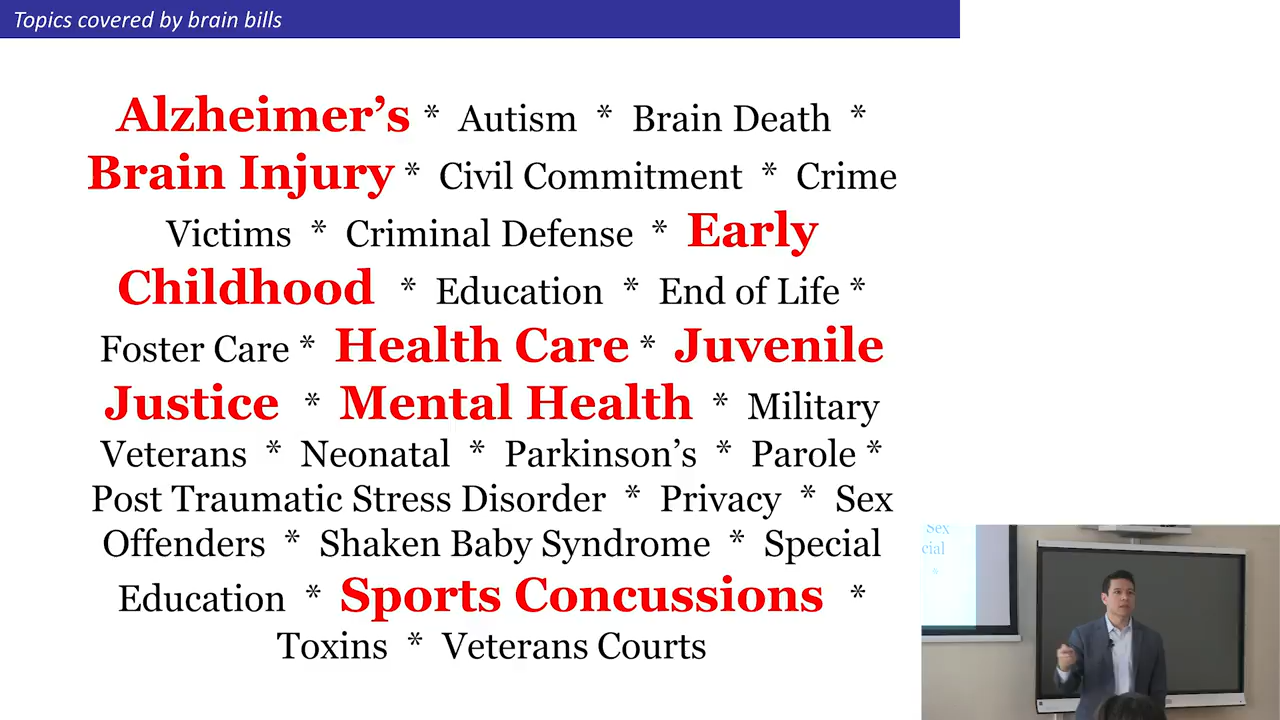 Topics covered by brain bills
Alzheimer’s * Autism * Brain Death *
Brain Injury * Civil Commitment * Crime
Victims * Criminal Defense * Early
Childhood * Education * End of Life *
Foster Care * Health Care * Juvenile
Justice * Mental Health * Military
Veterans * Neonatal * Parkinson’s * Parole *
Post Traumatic Stress Disorder * Privacy * Sex
Offenders * Shaken Baby Syndrome * Special
Education * Sports Concussions *
Toxins * Veterans Courts
Sex
cial
*